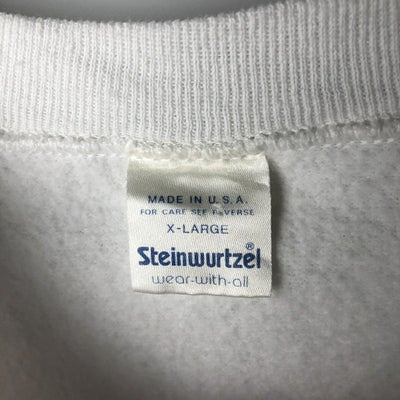 MADE IN U.S.A.
FOR CARE SEE REVERSE
X-LARGE
Steinwurtzel®
wear-with-all